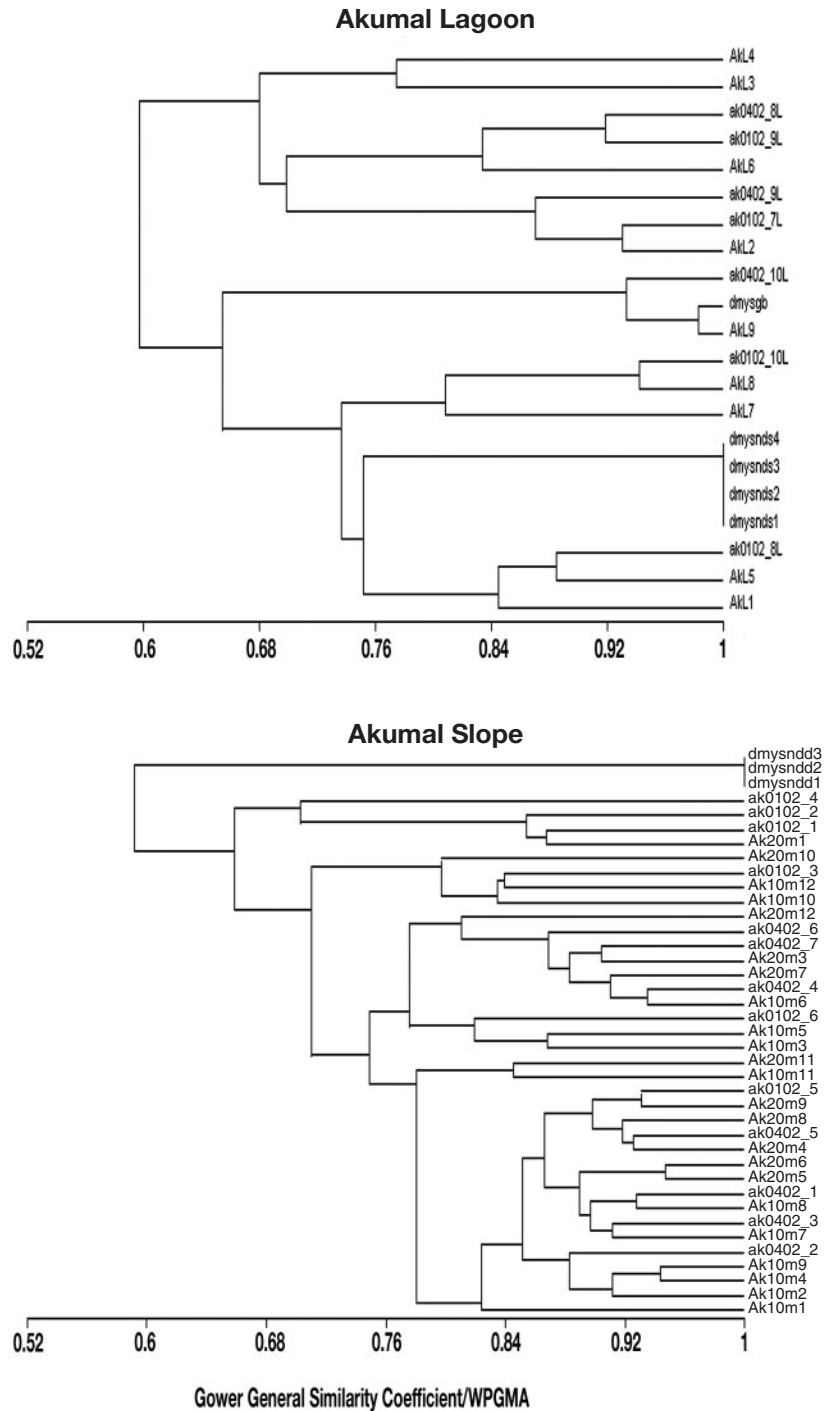 Akumal Lagoon
AkL4
AkL3
ak0402_8L
ak0102_9L
AkL6
ak0402_9L
ak0102_7L
AkL2
ak0402_10L
dmysgb
AkL9
ak0102_10L
AkL8
AkL7
dmysnds4
dmysnds3
dmysnds2
dmysnds1
ak0102_8L
AkL5
AkL1
0.52 0.6 0.68 0.76 0.84 0.92 1
Akumal Slope
dmysndd3
dmysndd2
dmysndd1
ak0102_4
ak0102_2
ak0102_1
Ak20m1
Ak20m10
ak0102_3
Ak10m12
Ak10m10
Ak20m12
ak0402_6
ak0402_7
Ak20m3
Ak20m7
ak0402_4
Ak10m6
ak0102_6
Ak10m5
Ak10m3
Ak20m11
Ak10m11
ak0102_5
Ak20m9
Ak20m8
ak0402_5
Ak20m4
Ak20m6
Ak20m5
ak0402_1
Ak10m8
ak0402_3
Ak10m7
ak0402_2
Ak10m9
Ak10m4
Ak10m2
Ak10m1
0.52 0.6 0.68 0.76 0.84 0.92 1
Gower General Similarity Coefficient/WPGMA